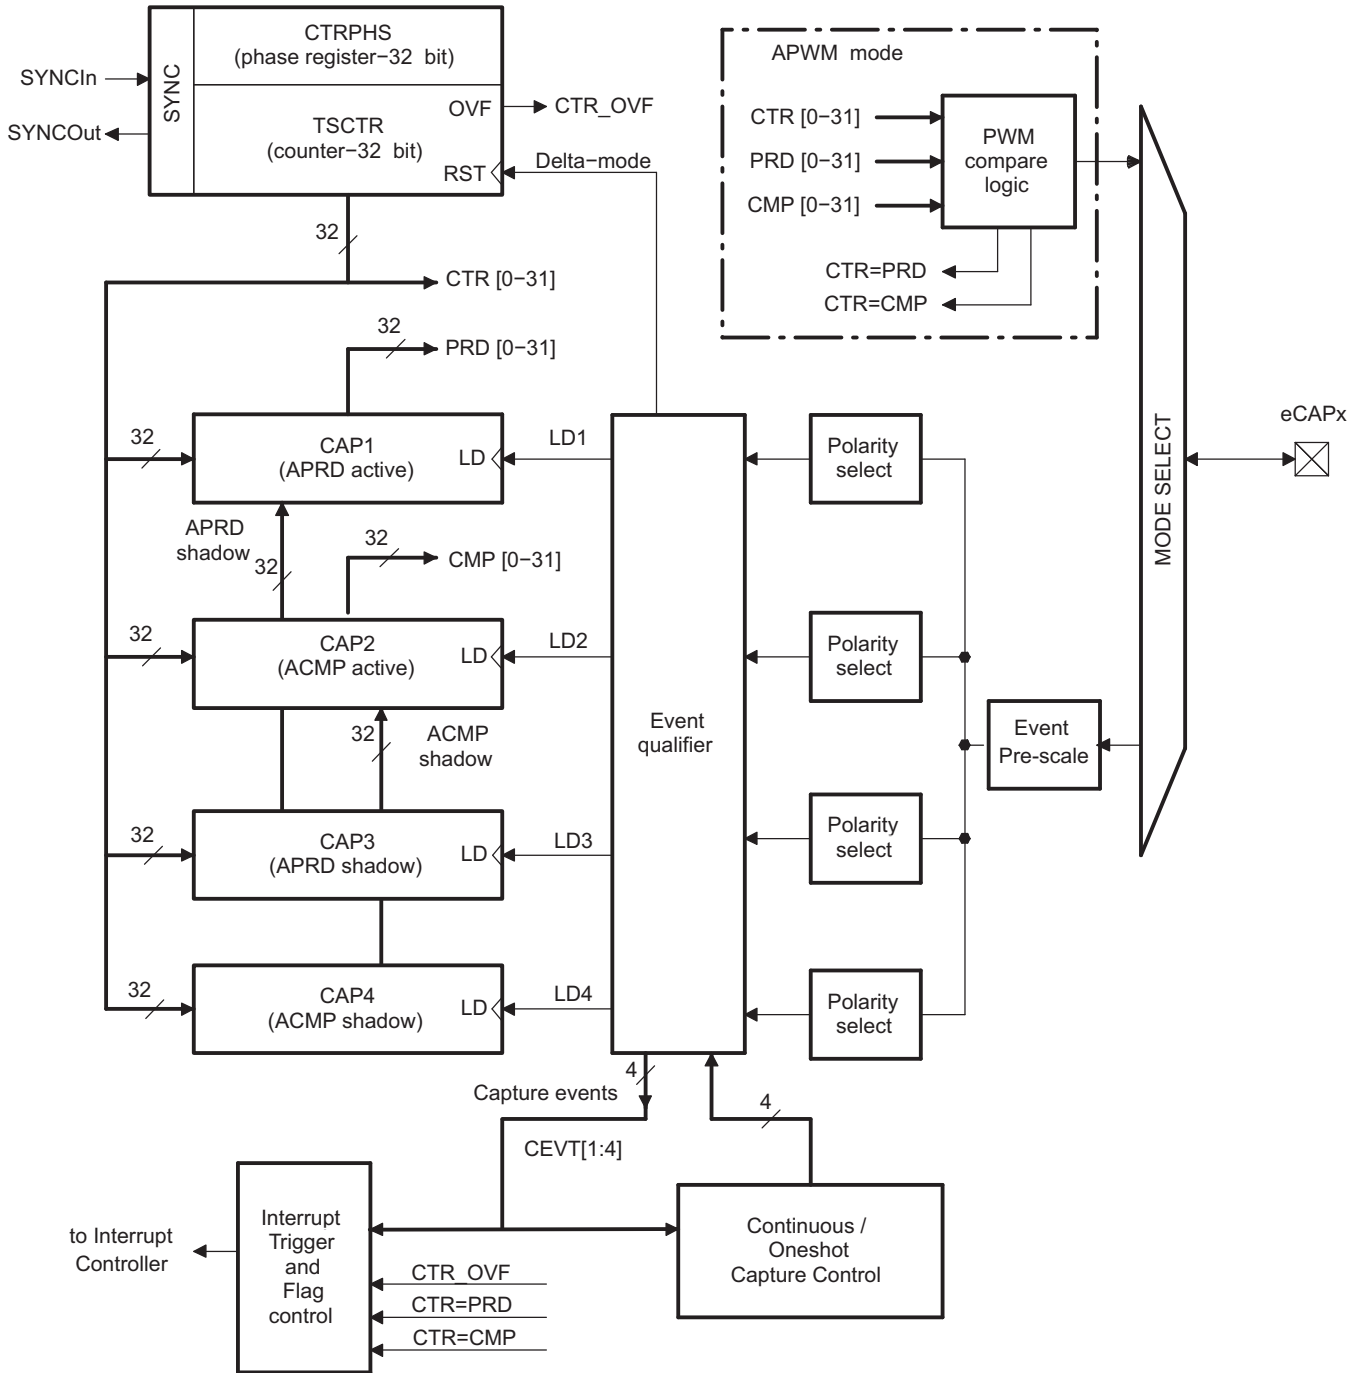 CTRPHS
(phase register−32 bit)
SYNC
SYNCIn
SYNCOut
OVF
CTR_OVF
TSCTR
(counter−32 bit)
RST
Delta−mode
32
CTR [0−31]
32
PRD [0−31]
APWM mode
CTR [0−31]
PRD [0−31]
CMP [0−31]
PWM
compare
logic
CTR=PRD
CTR=CMP
MODE SELECT
eCAPx
32
CAP1
(APRD active)
LD
LD1
Polarity
select
APRD
shadow
32
32
CMP [0−31]
32
CAP2
(ACMP active)
LD
LD2
Polarity
select
32
ACMP
shadow
Event
qualifier
Event
Pre-scale
32
CAP3
(APRD shadow)
LD
LD3
Polarity
select
32
CAP4
(ACMP shadow)
LD
LD4
Polarity
select
4
Capture events
CEVT[1:4]
4
to Interrupt
Controller
Interrupt
Trigger
and
Flag
control
CTR_OVF
CTR=PRD
CTR=CMP
Continuous /
Oneshot
Capture Control